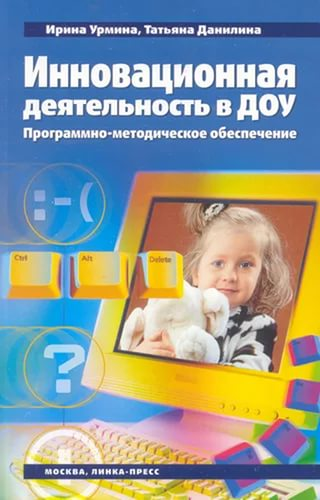 Ирина Урмина, Татьяна Данилина
Инновационная
деятельность в ДОУ
Программно-методическое обеспечение
:-(
Ctrl
Alt
Delete
?
МОСКВА, ЛИНКА-ПРЕСС